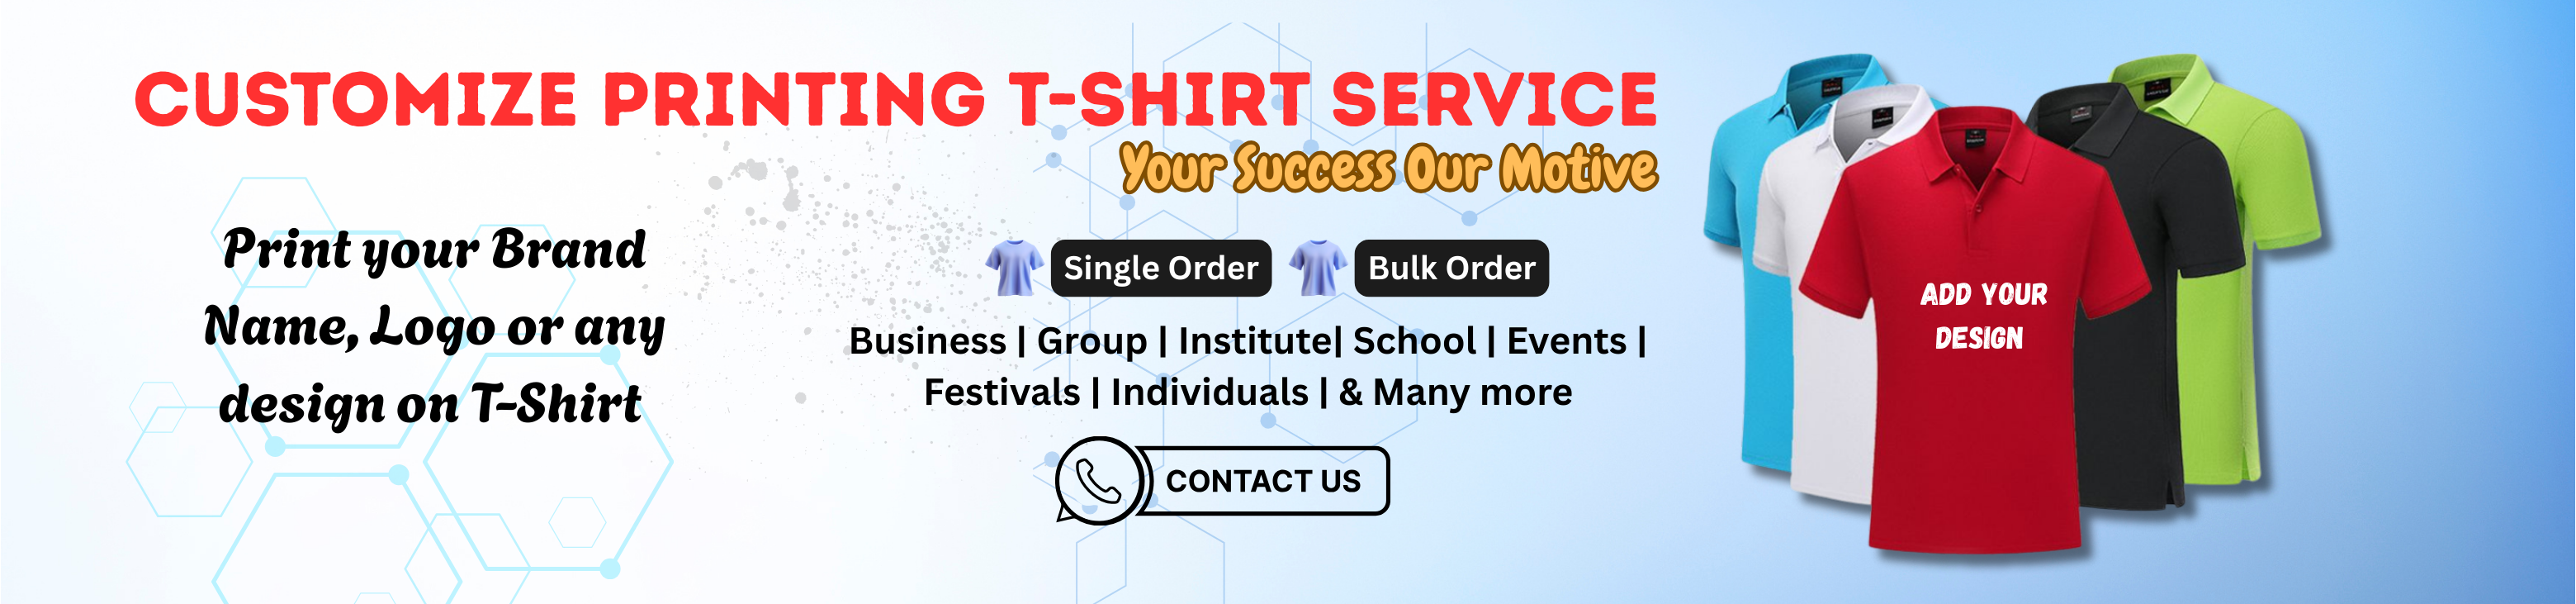 CUSTOMIZE PRINTING T-SHIRT SERVICE
Your Success Our Motive
Print your Brand
Name, Logo or any
design on T-Shirt
Single Order
Bulk Order
Business | Group | Institute| School | Events |
Festivals | Individuals | & Many more
CONTACT US
ADD YOUR
DESIGN